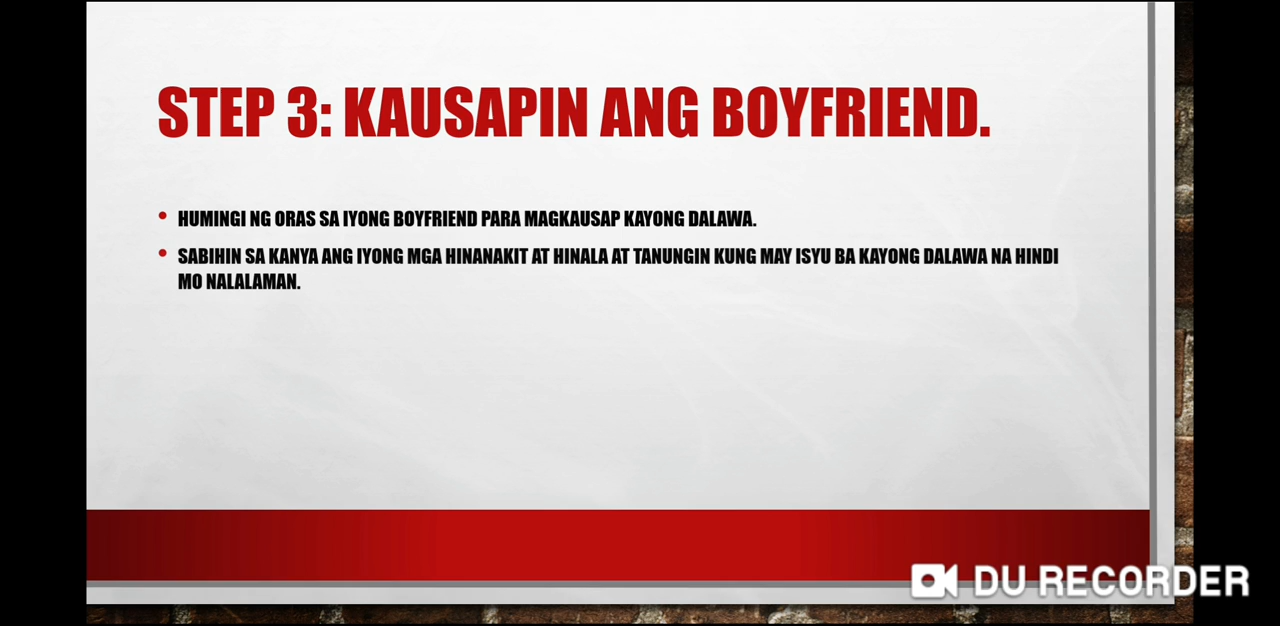 STEP 3: KAUSAPIN ANG BOYFRIEND.
• HUMINGI NG ORAS SA IYONG BOYFRIEND PARA MAGKAUSAP KAYONG DALAWA.
• SABIHIN SA KANYA ANG IYONG MGA HINANAKIT AT HINALA AT TANUNGIN KUNG MAY ISYU BA KAYONG DALAWA NA HINDI
MO NALALAMAN.
DU RECORDER